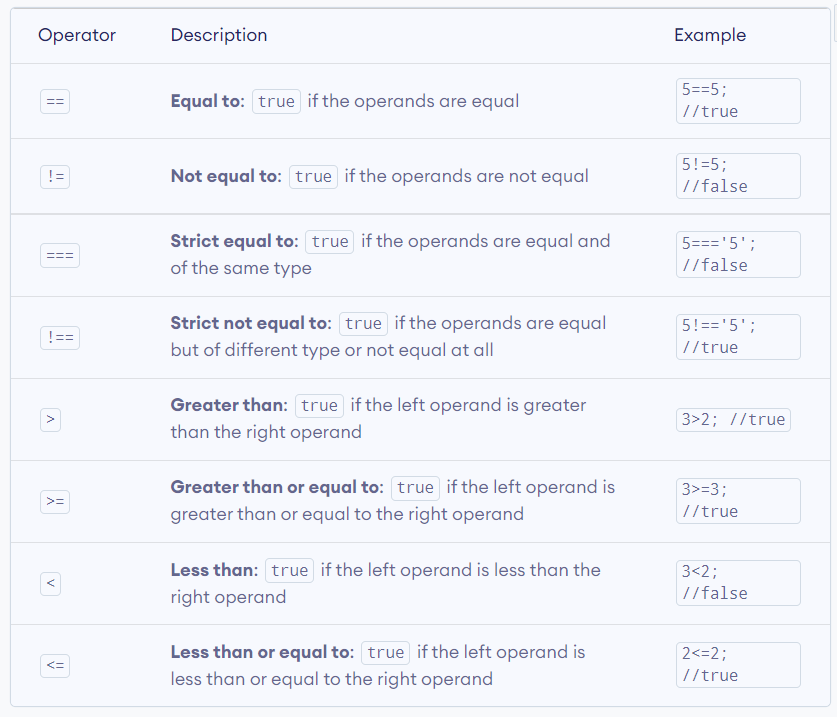 Operator Description Example
== Equal to: true if the operands are equal 5==5;
//true
!= Not equal to: true if the operands are not equal 5!=5;
//false
=== Strict equal to: true if the operands are equal and 5==='5';
of the same type //false
!== Strict not equal to: true if the operands are equal 5!=='5';
but of different type or not equal at all //true
> Greater than: true if the left operand is greater 3>2; //true
than the right operand
>= Greater than or equal to: true if the left operand is 3>=3;
greater than or equal to the right operand //true
< Less than: true if the left operand is less than the 3<2;
right operand //false
<= Less than or equal to: true if the left operand is 2<=2;
less than or equal to the right operand //true